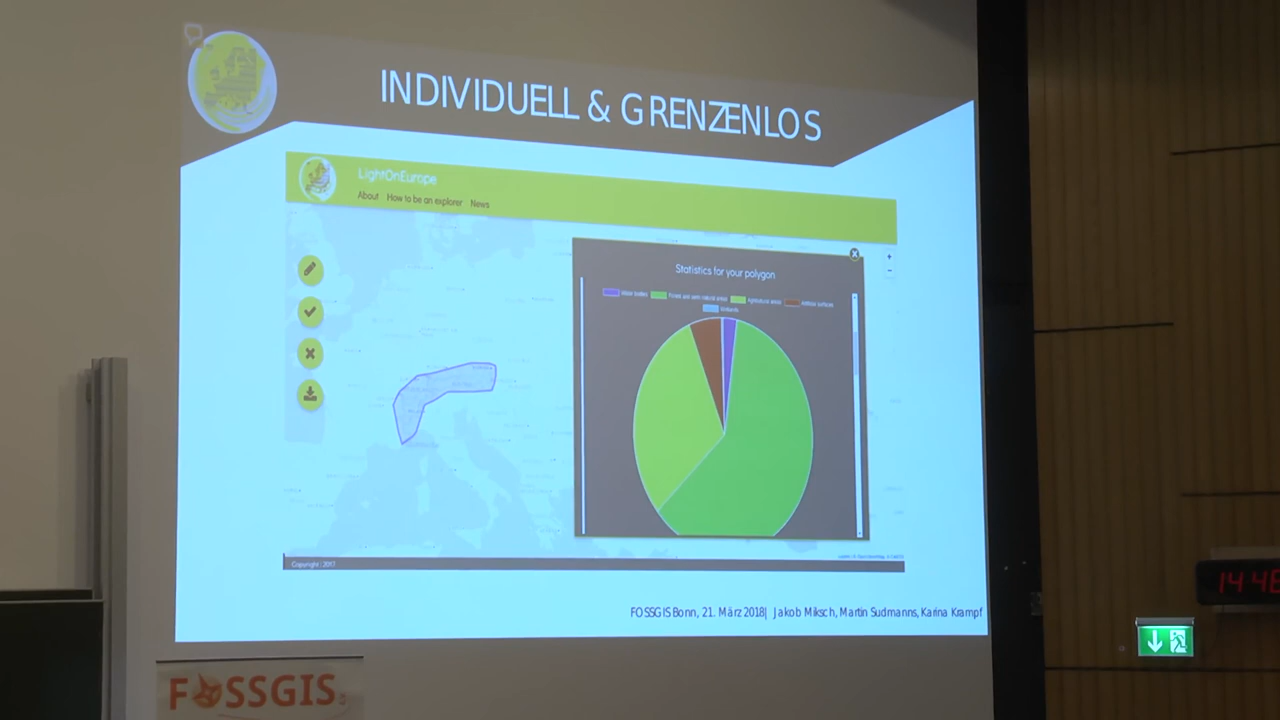 INDIVIDUELL & GRENZENLOS
LightOnEurope
About How to be an explorer News
+
-
Statistics for your polygon
Water bodies Forest and semi natural areas Agricultural areas Artificial surfaces
Wetlands
Copyright: 2017
FOSSGIS Bonn, 21. März 2018| Jakob Miksch, Martin Sudmanns, Karina Krampf
14:48
FOSSGIS